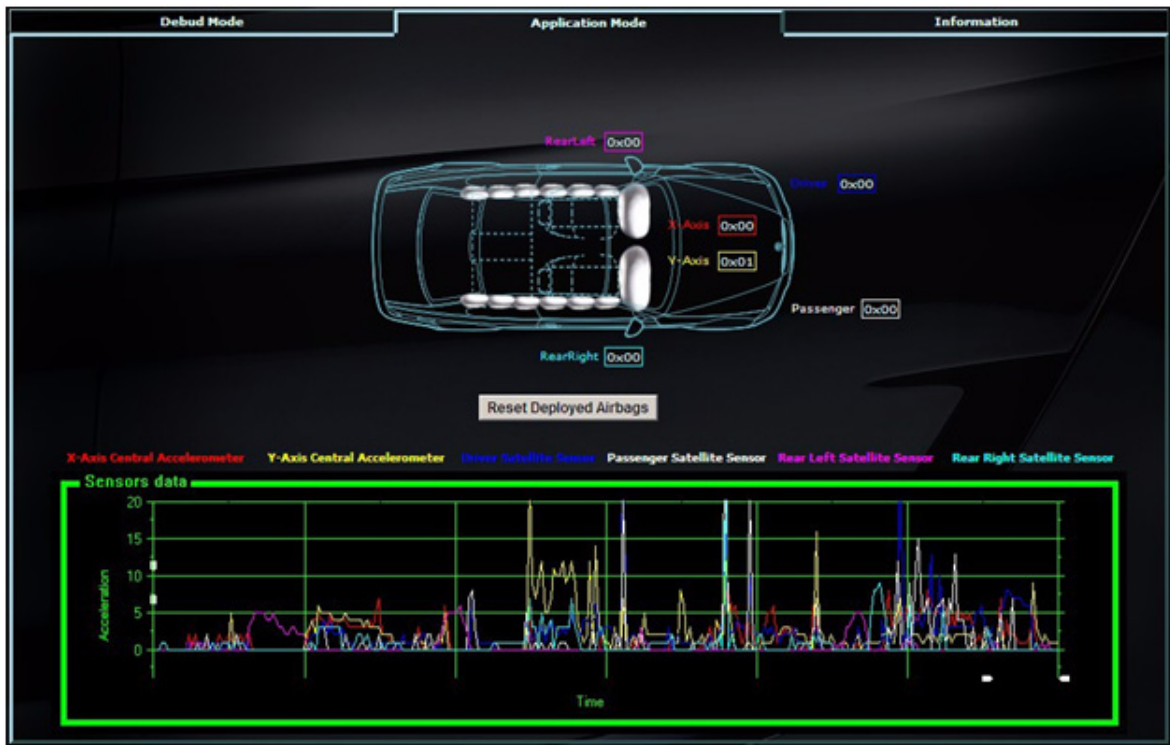 Debud Mode Application Mode Information
RearLeft 0x00
Driver 0x00
X-Axis 0x00
Y-Axis 0x01
Passenger 0x00
RearRight 0x00
Reset Deployed Airbags
X-Axis Central Accelerometer Y-Axis Central Accelerometer Driver Satellite Sensor Passenger Satellite Sensor Rear Left Satellite Sensor Rear Right Satellite Sensor
Sensors data
20
15
10
5
0
Acceleration
Time